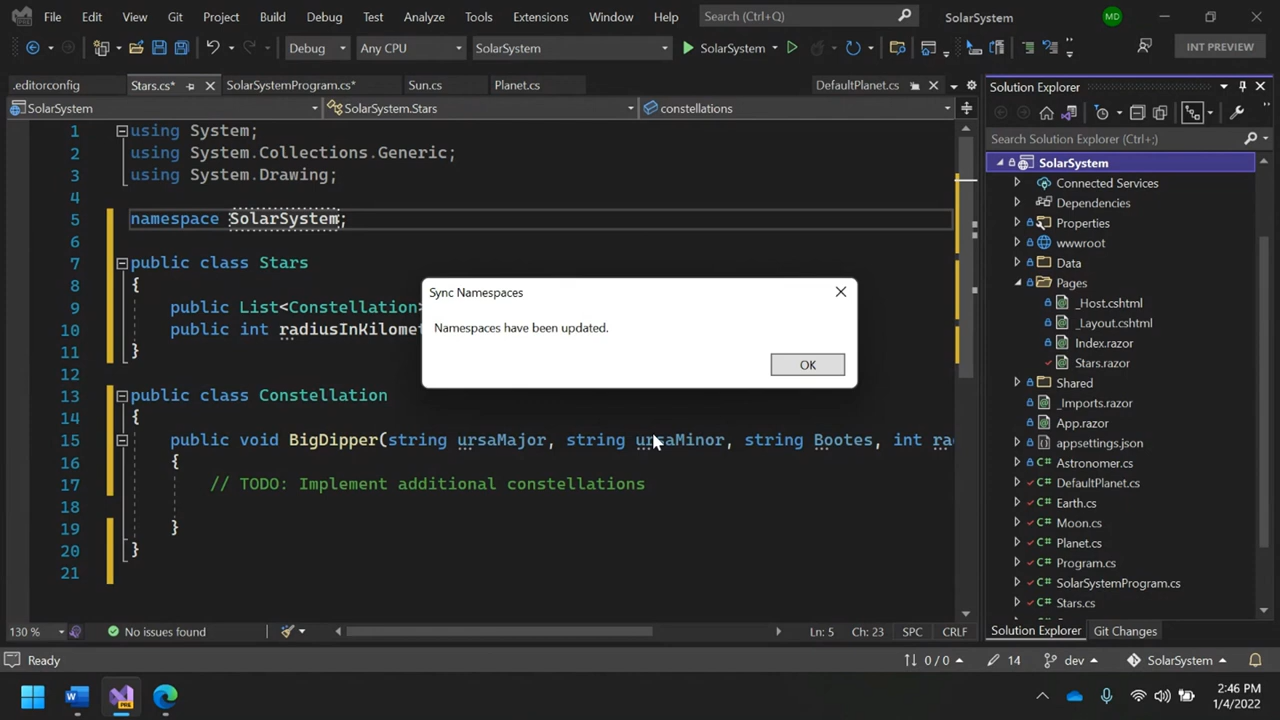 File Edit View Git Project Build Debug Test Analyze Tools Extensions Window Help Search (Ctrl+Q) SolarSystem MD
Debug Any CPU SolarSystem SolarSystem INT PREVIEW
.editorconfig Stars.cs* SolarSystemProgram.cs* Sun.cs Planet.cs DefaultPlanet.cs
SolarSystem SolarSystem.Stars constellations
1 using System;
2 using System.Collections.Generic;
3 using System.Drawing;
4
5 namespace SolarSystem;
6
7 public class Stars
8 {
9 public List<Constellation>
10 public int radiusInKilomet
11 }
12
13 public class Constellation
14 {
15 public void BigDipper(string ursaMajor, string ursaMinor, string Bootes, int rad
16 {
17 // TODO: Implement additional constellations
18
19 }
20 }
21
Sync Namespaces
Namespaces have been updated.
OK
130 % No issues found Ln: 5 Ch: 23 SPC CRLF
Solution Explorer
Search Solution Explorer (Ctrl+;)
SolarSystem
Connected Services
Dependencies
Properties
wwwroot
Data
Pages
_Host.cshtml
_Layout.cshtml
Index.razor
Stars.razor
Shared
_Imports.razor
App.razor
appsettings.json
Astronomer.cs
DefaultPlanet.cs
Earth.cs
Moon.cs
Planet.cs
Program.cs
SolarSystemProgram.cs
Stars.cs
Solution Explorer Git Changes
Ready 0 / 0 14 dev SolarSystem
2:46 PM
1/4/2022